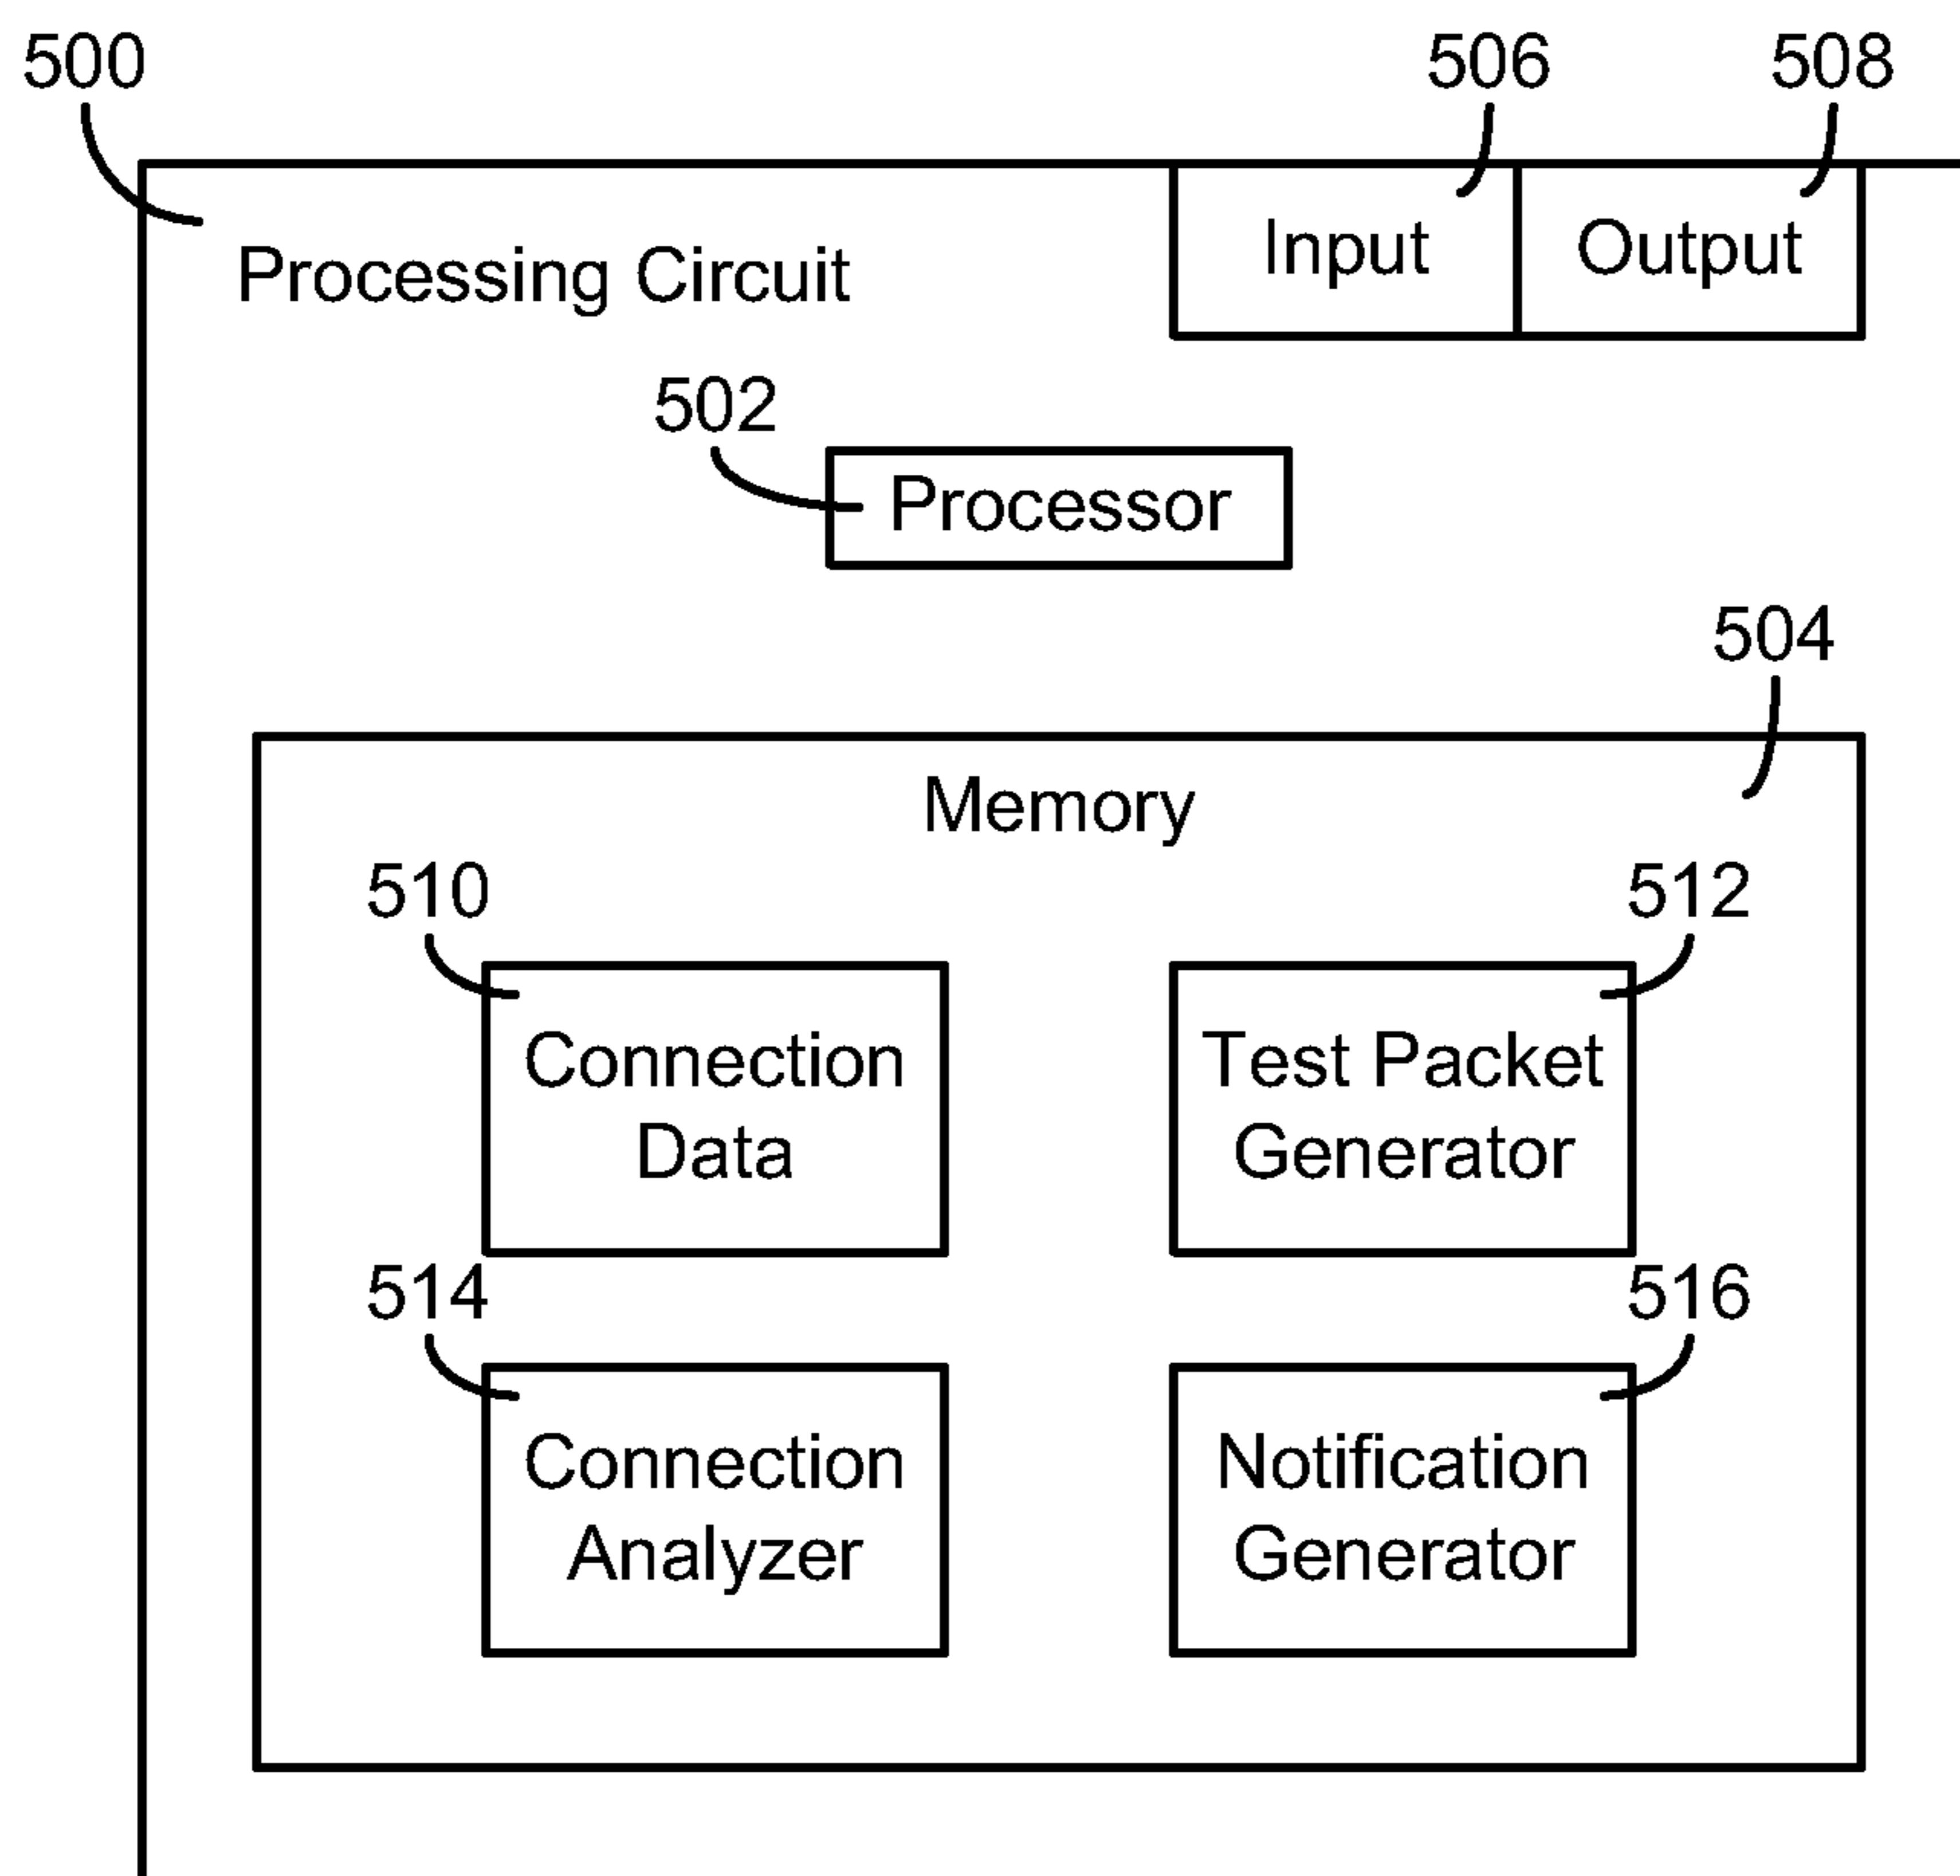 500
506
508
Processing Circuit
Input
Output
502
Processor
504
Memory
510
512
Connection
Data
Test Packet
Generator
514
516
Connection
Analyzer
Notification
Generator